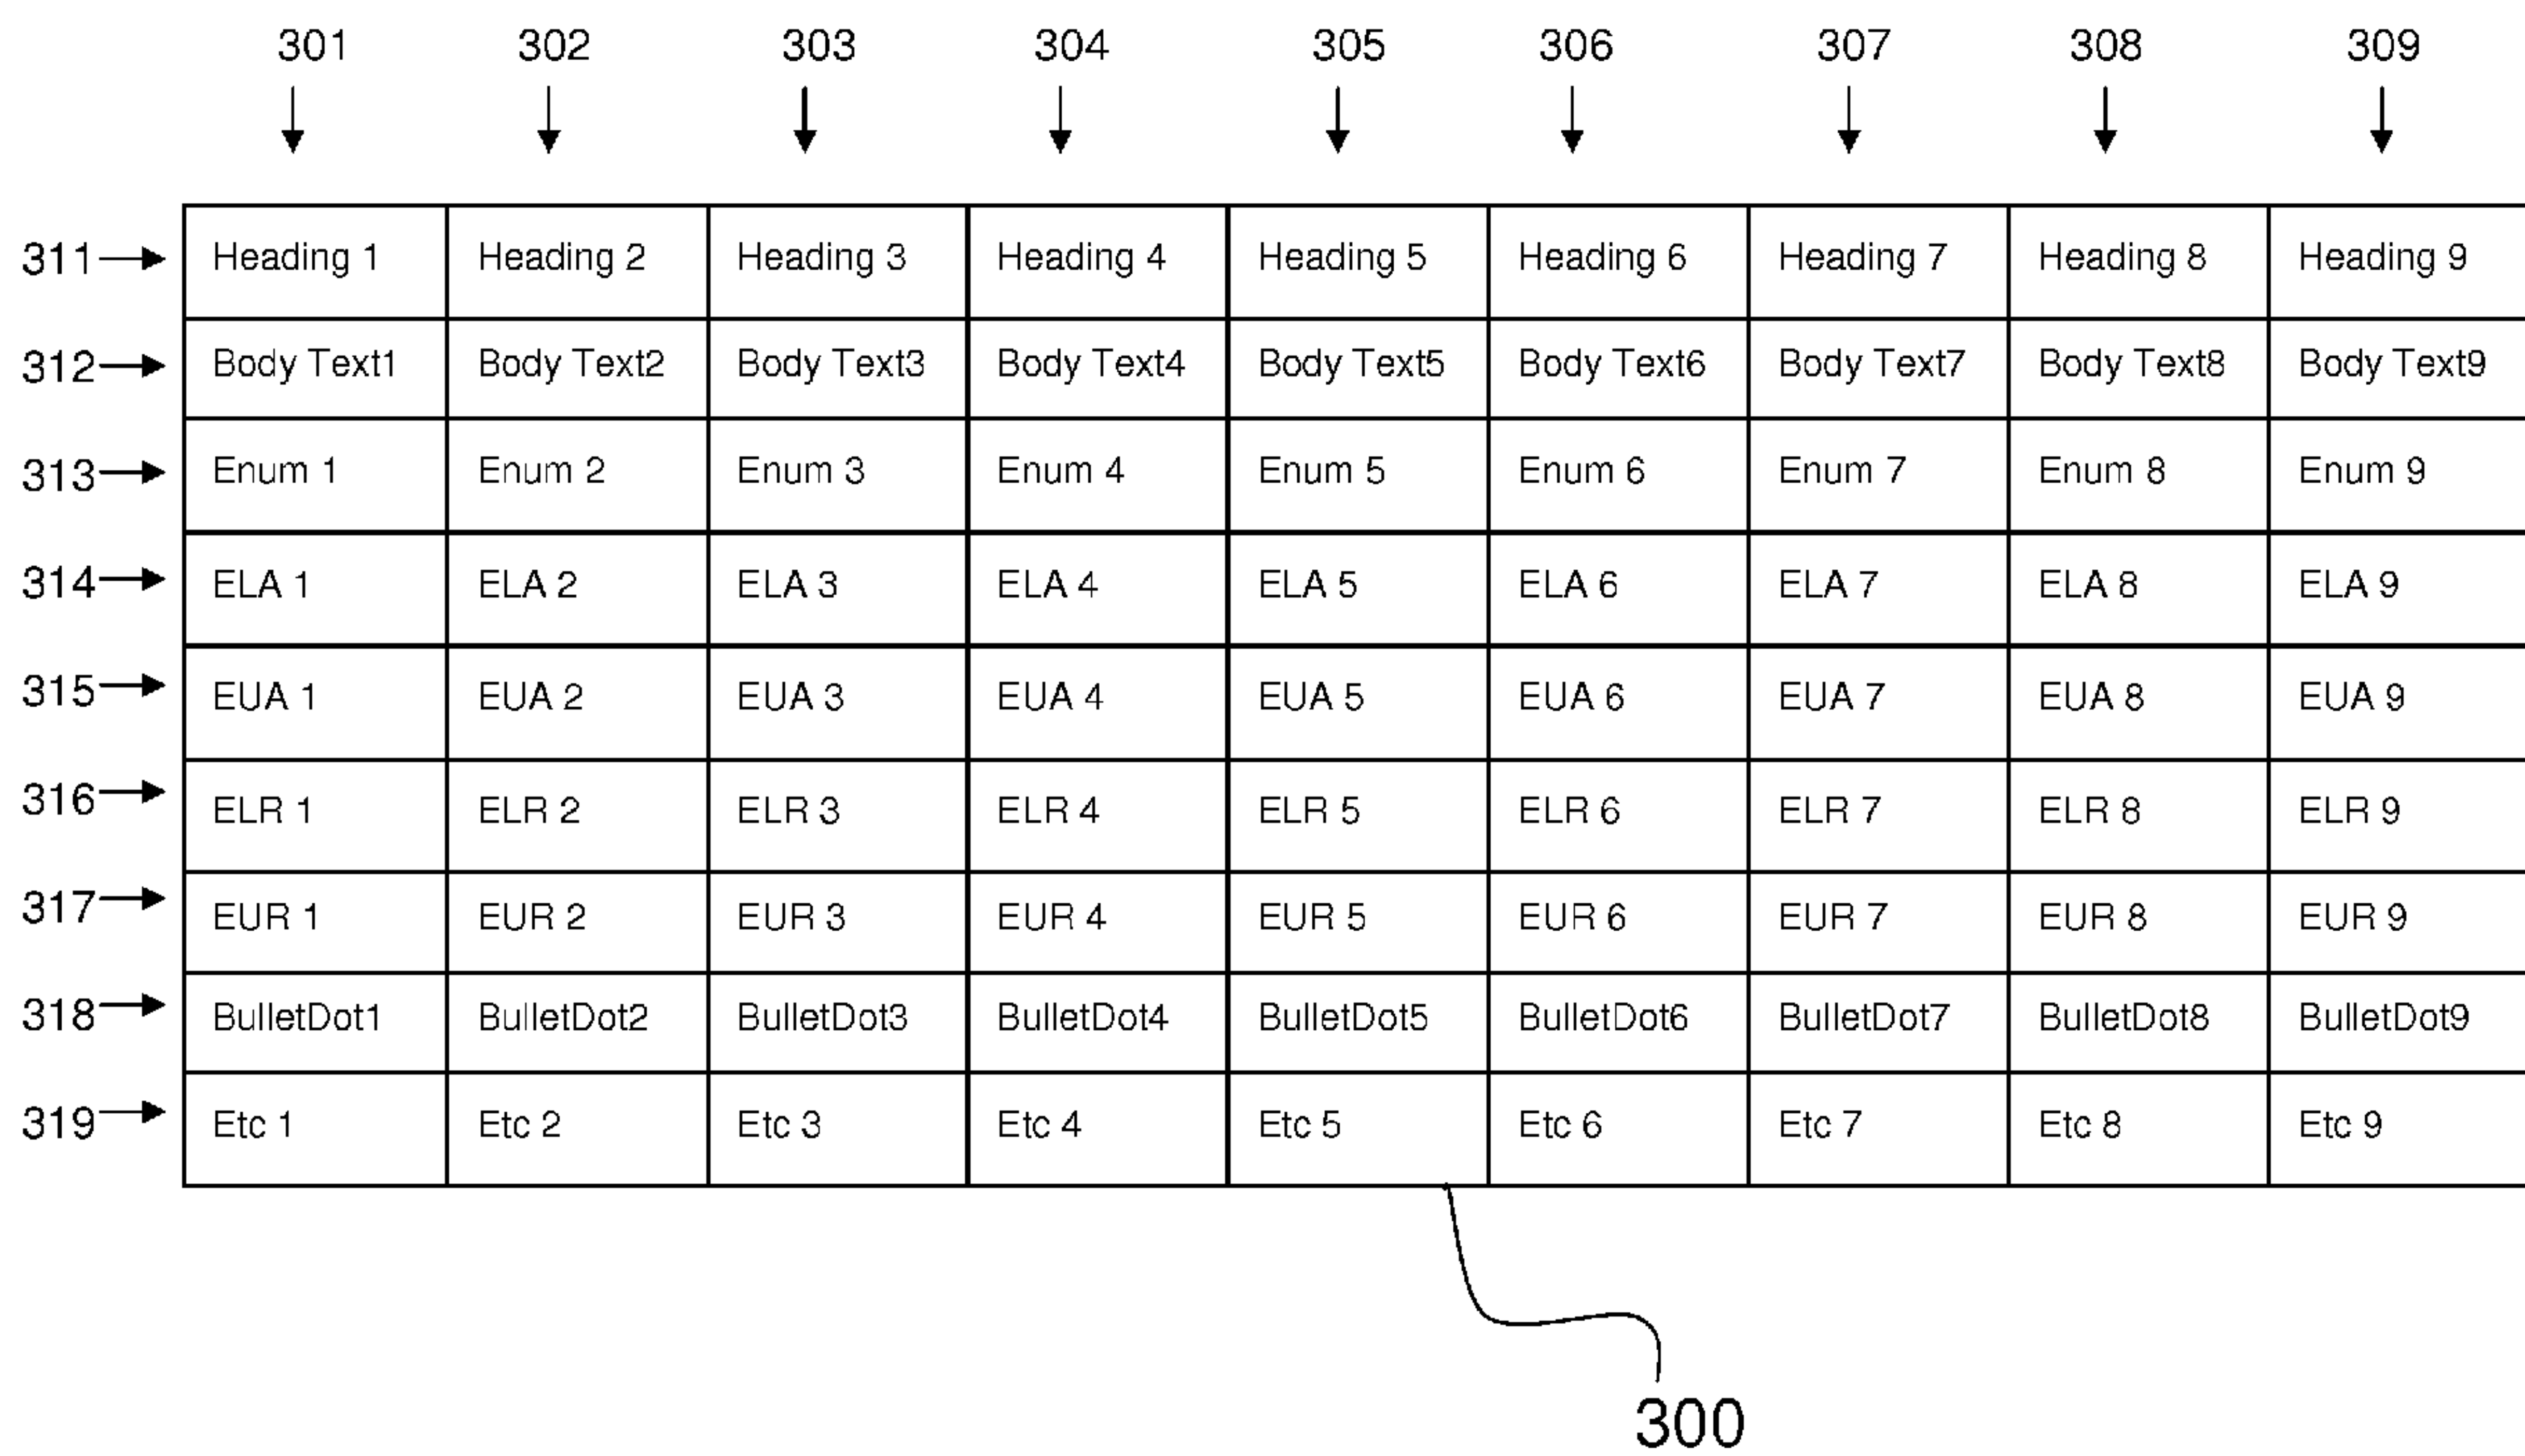 301 302 303 304 305 306 307 308 309
311 Heading 1 Heading 2 Heading 3 Heading 4 Heading 5 Heading 6 Heading 7 Heading 8 Heading 9
312 Body Text1 Body Text2 Body Text3 Body Text4 Body Text5 Body Text6 Body Text7 Body Text8 Body Text9
313 Enum 1 Enum 2 Enum 3 Enum 4 Enum 5 Enum 6 Enum 7 Enum 8 Enum 9
314 ELA 1 ELA 2 ELA 3 ELA 4 ELA 5 ELA 6 ELA 7 ELA 8 ELA 9
315 EUA 1 EUA 2 EUA 3 EUA 4 EUA 5 EUA 6 EUA 7 EUA 8 EUA 9
316 ELR 1 ELR 2 ELR 3 ELR 4 ELR 5 ELR 6 ELR 7 ELR 8 ELR 9
317 EUR 1 EUR 2 EUR 3 EUR 4 EUR 5 EUR 6 EUR 7 EUR 8 EUR 9
318 BulletDot1 BulletDot2 BulletDot3 BulletDot4 BulletDot5 BulletDot6 BulletDot7 BulletDot8 BulletDot9
319 Etc 1 Etc 2 Etc 3 Etc 4 Etc 5 Etc 6 Etc 7 Etc 8 Etc 9
300